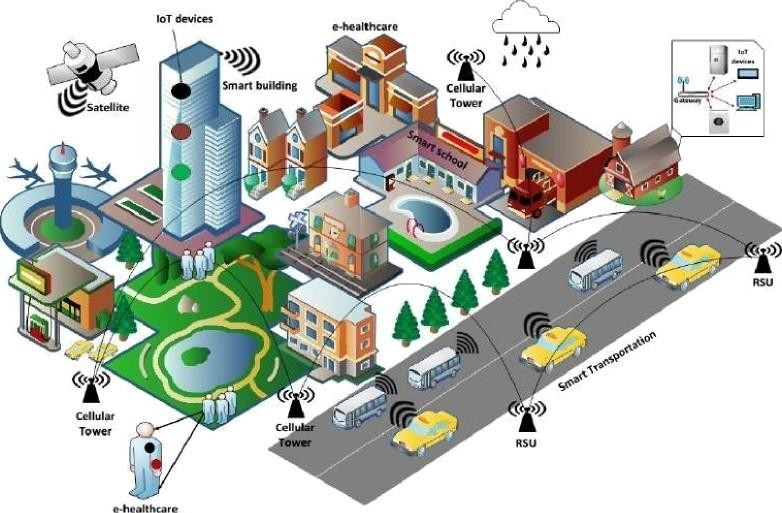 IoT devices
e-healthcare
Smart building
Satellite
Cellular
Tower
IoT
devices
Gateway
Smart school
RSU
Smart Transportation
Cellular
Tower
Cellular
Tower
RSU
e-healthcare